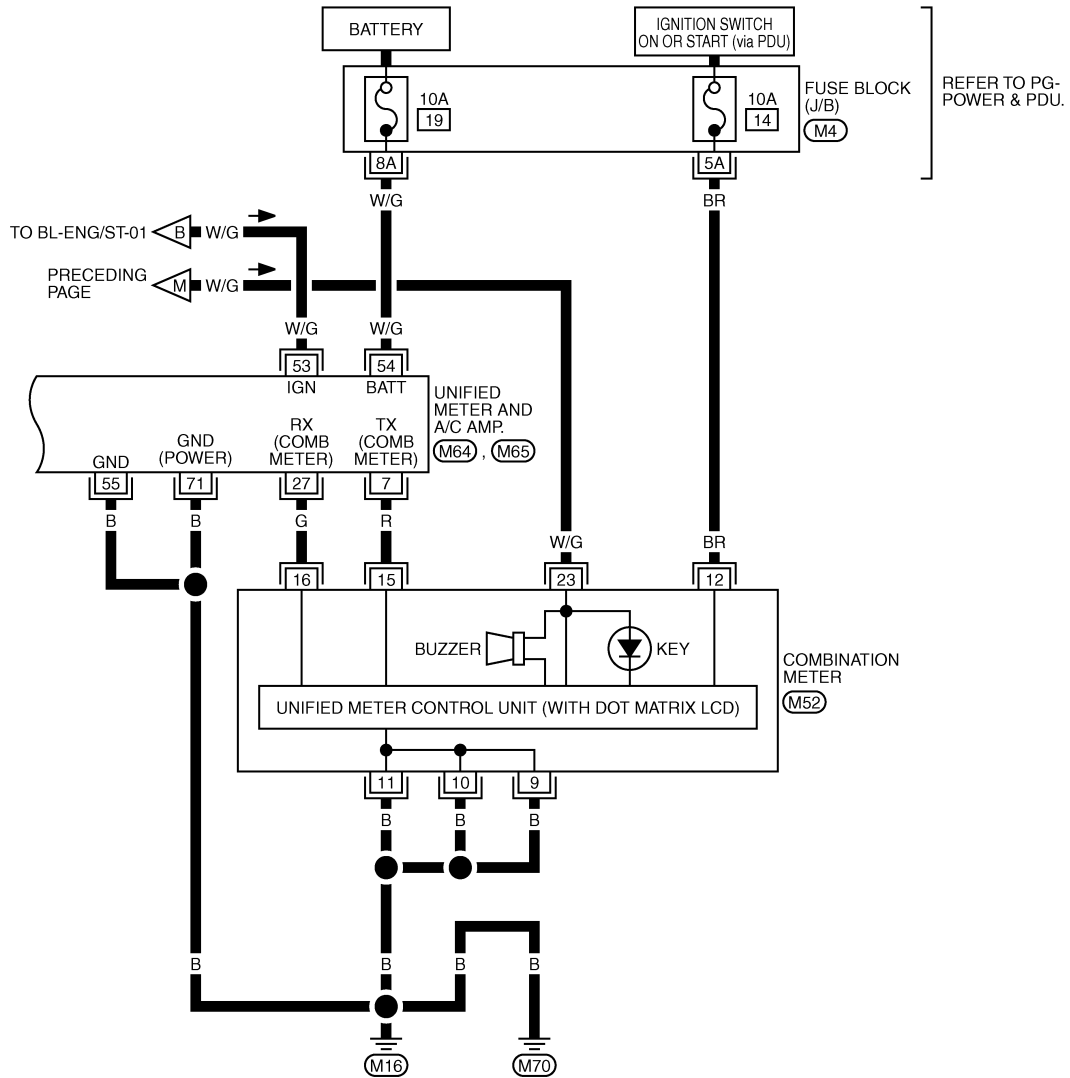 BATTERY
IGNITION SWITCH
ON OR START (via PDU)
10A
19
10A
14
FUSE BLOCK
(J/B)
M4
REFER TO PG-
POWER & PDU.
8A
5A
W/G
BR
TO BL-ENG/ST-01
B
W/G
PRECEDING
PAGE
M
W/G
W/G
W/G
53
54
IGN
BATT
UNIFIED
METER AND
A/C AMP.
M64 , M65
RX
(COMB
METER)
TX
(COMB
METER)
GND
(POWER)
GND
55
71
27
7
B
B
G
R
W/G
BR
16
15
23
12
BUZZER
KEY
COMBINATION
METER
M52
UNIFIED METER CONTROL UNIT (WITH DOT MATRIX LCD)
11
10
9
B
B
B
B
B
B
B
M16
M70